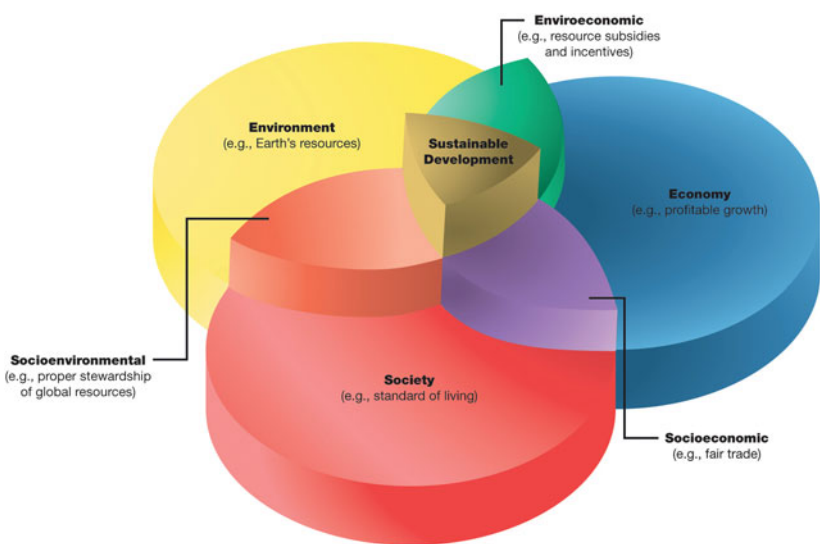 Enviroeconomic
(e.g., resource subsidies
and incentives)
Environment
(e.g., Earth's resources)
Sustainable
Development
Economy
(e.g., profitable growth)
Socioenvironmental
(e.g., proper stewardship
of global resources)
Society
(e.g., standard of living)
Socioeconomic
(e.g., fair trade)